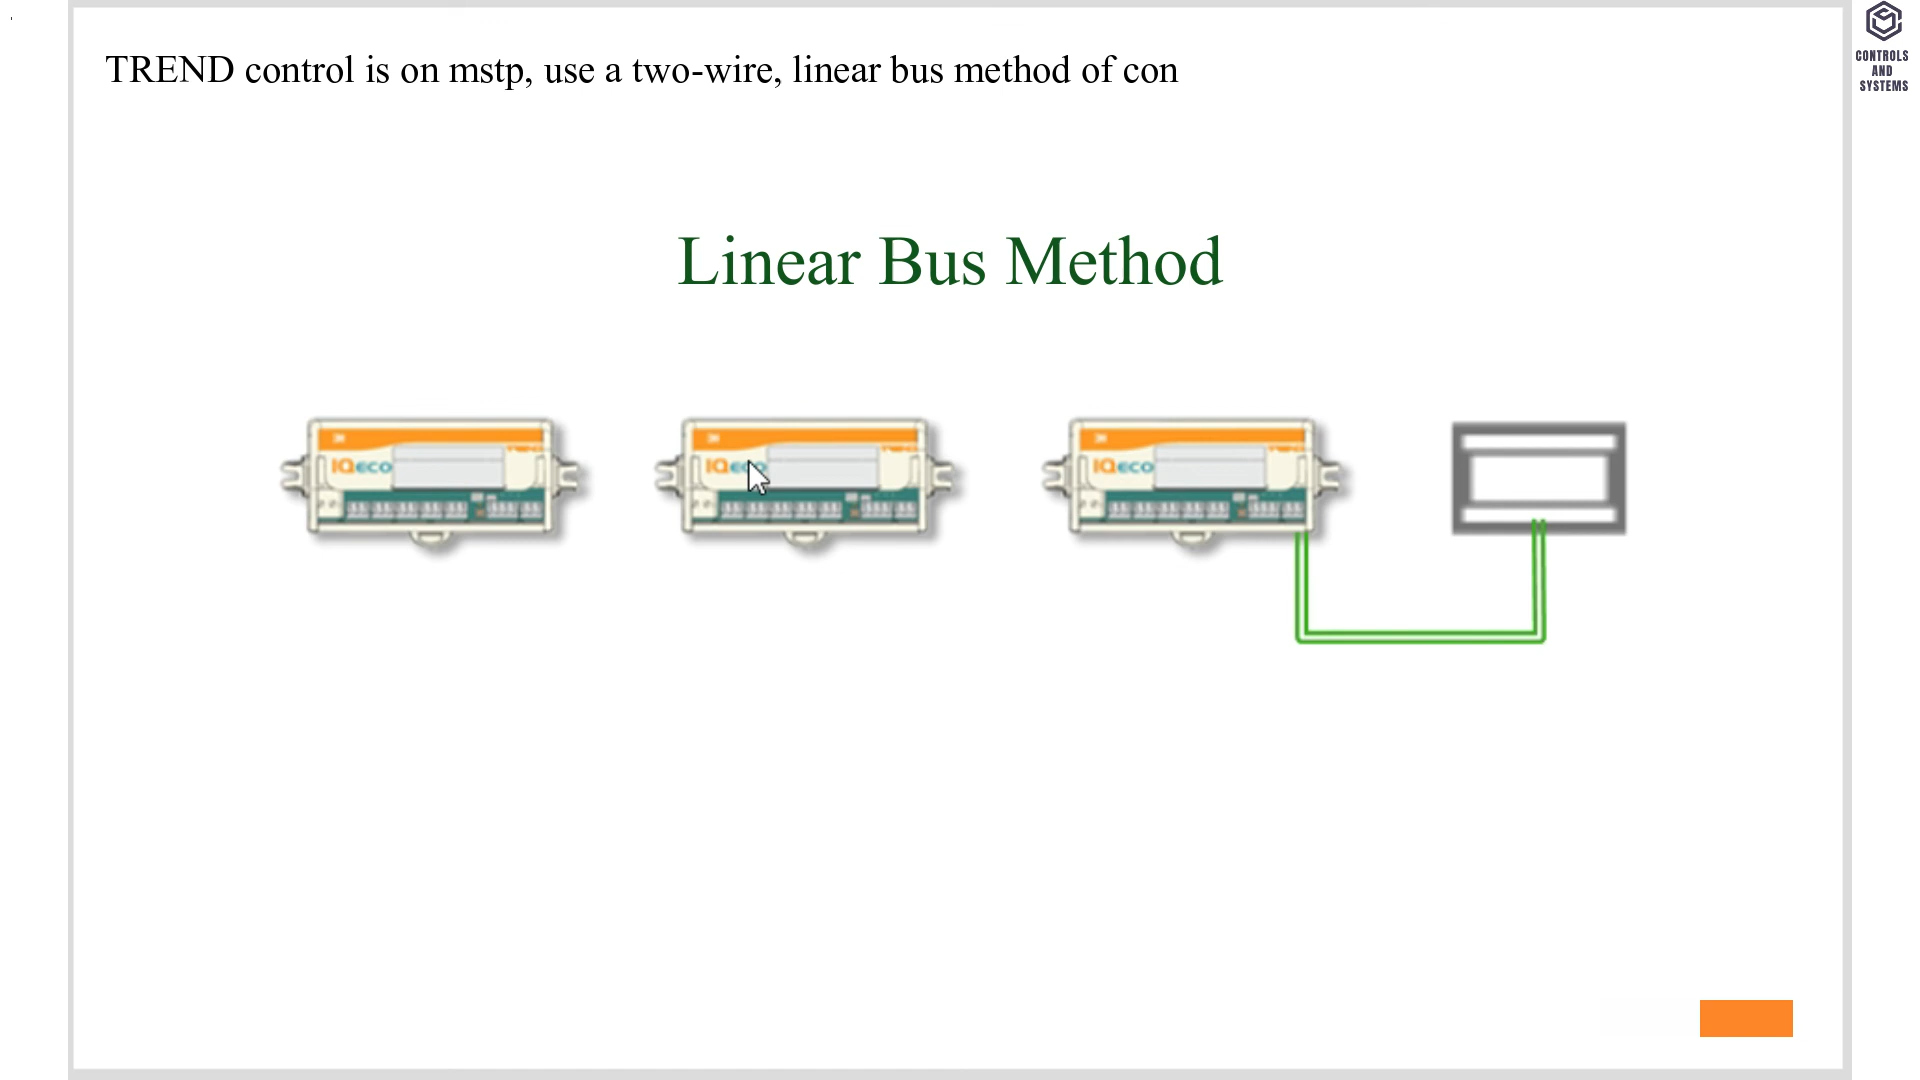 TREND control is on mstp, use a two-wire, linear bus method of con
CONTROLS
AND
SYSTEMS
Linear Bus Method
IQeco
IQeco
IQeco